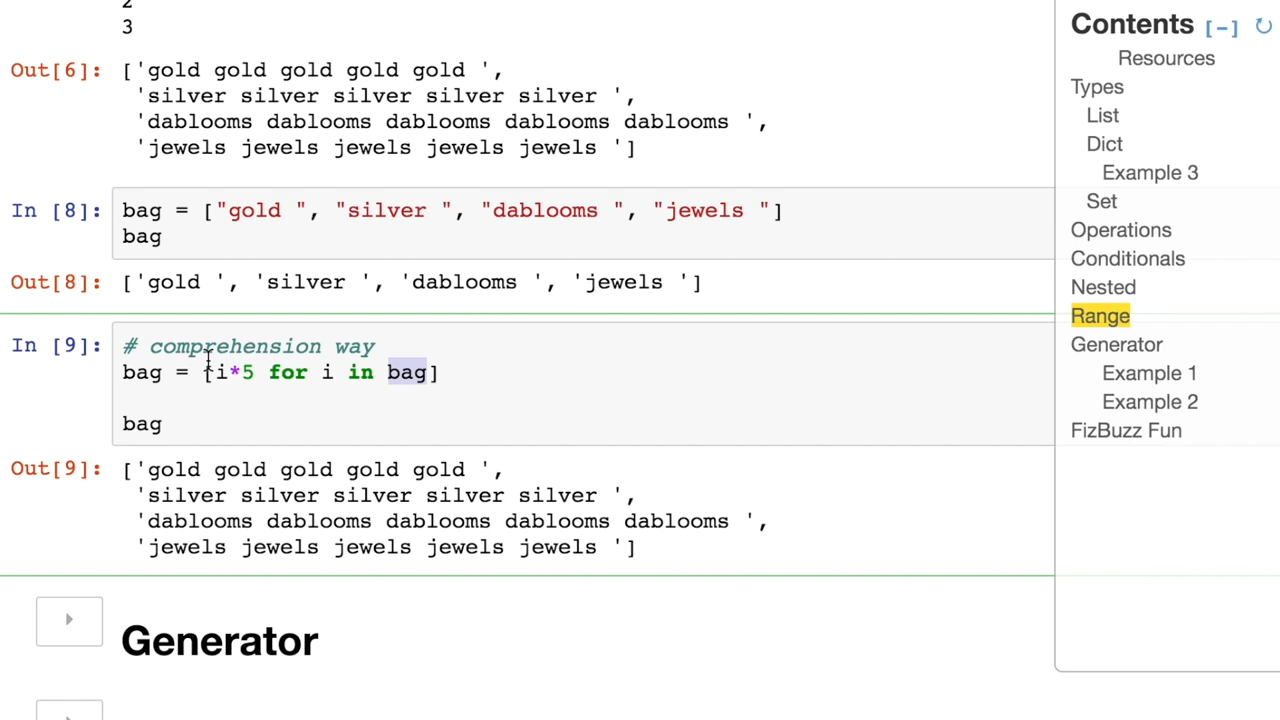 2
3
Out[6]: ['gold gold gold gold gold ',
'silver silver silver silver silver ',
'dablooms dablooms dablooms dablooms dablooms ',
'jewels jewels jewels jewels jewels ']
In [8]: bag = ["gold ", "silver ", "dablooms ", "jewels "]
bag
Out[8]: ['gold ', 'silver ', 'dablooms ', 'jewels ']
In [9]: # comprehension way
bag = [i*5 for i in bag]
bag
Out[9]: ['gold gold gold gold gold ',
'silver silver silver silver silver ',
'dablooms dablooms dablooms dablooms dablooms ',
'jewels jewels jewels jewels jewels ']
Generator
Contents [-]
Resources
Types
List
Dict
Example 3
Set
Operations
Conditionals
Nested
Range
Generator
Example 1
Example 2
FizBuzz Fun